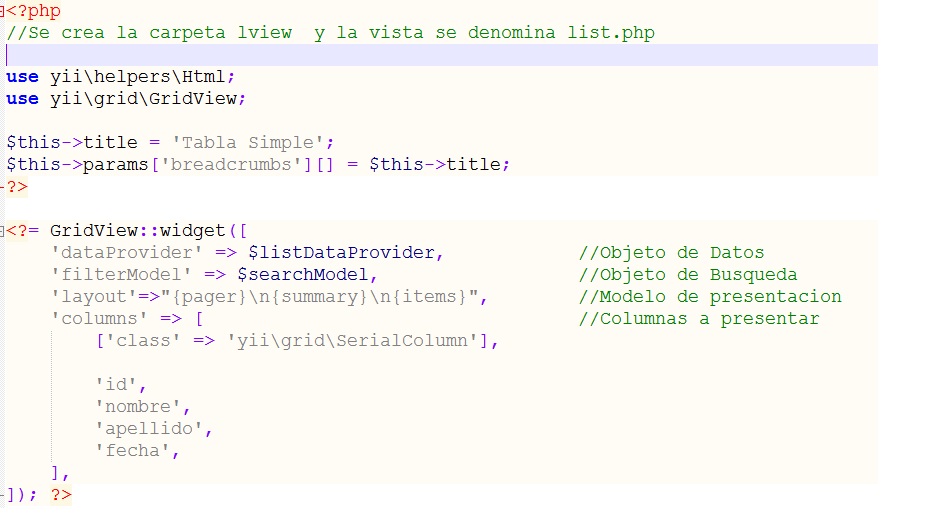 <?php
//Se crea la carpeta lview  y la vista se denomina list.php
use yii\helpers\Html;
use yii\grid\GridView;
$this->title = 'Tabla Simple';
$this->params['breadcrumbs'][] = $this->title;
?>
<?= GridView::widget([
    'dataProvider' => $listDataProvider,            //Objeto de Datos
    'filterModel' => $searchModel,                  //Objeto de Busqueda
    'layout'=>"{pager}\n{summary}\n{items}",        //Modelo de presentacion
    'columns' => [                                  //Columnas a presentar
        ['class' => 'yii\grid\SerialColumn'],
        'id',
        'nombre',
        'apellido',
        'fecha',
    ],
]); ?>